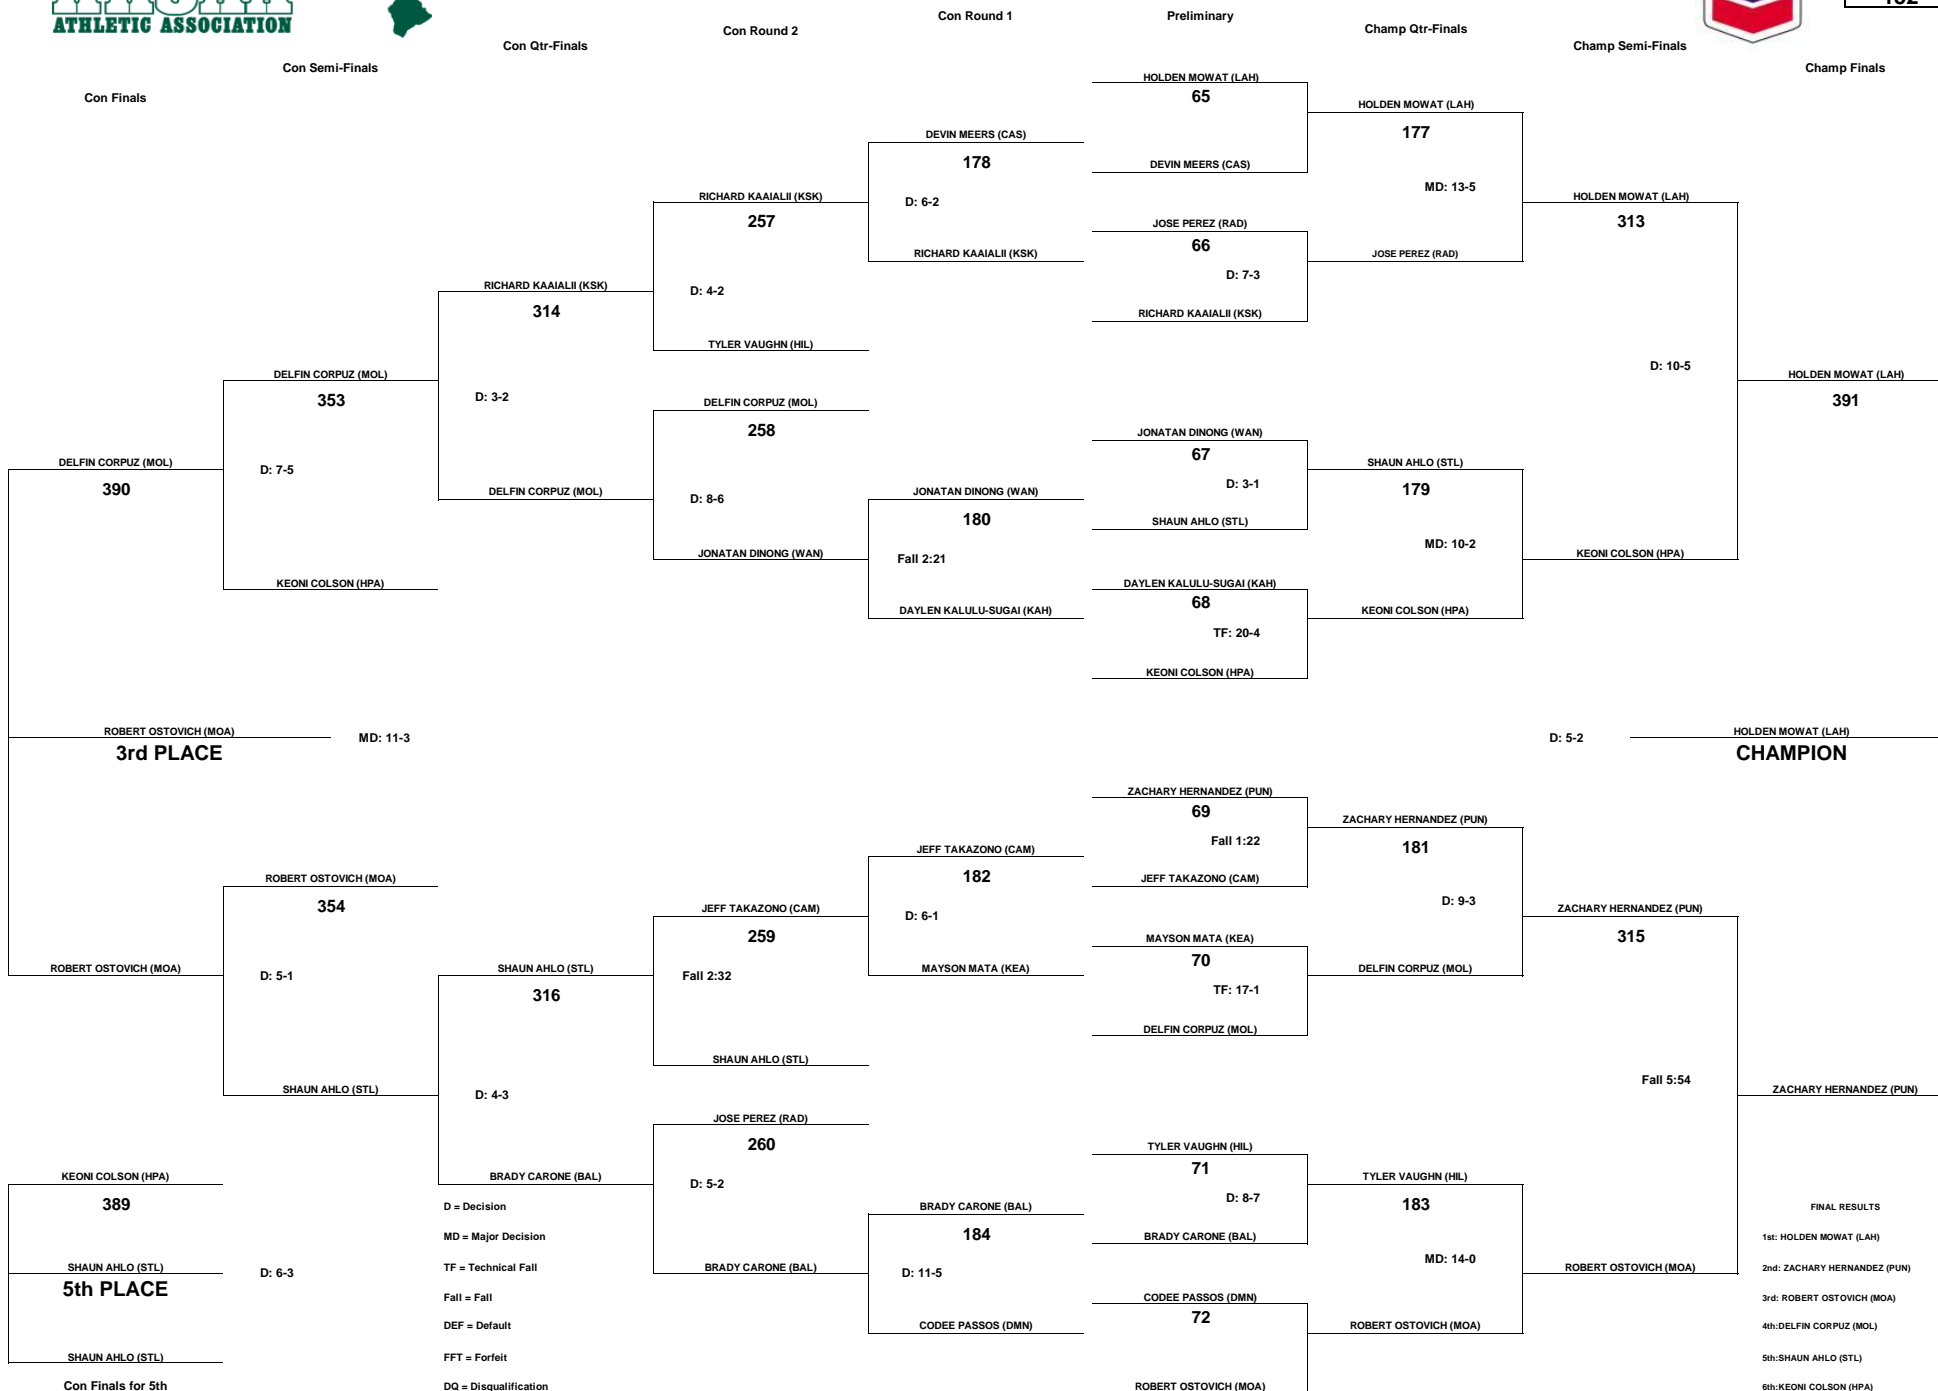 ATHLETIC ASSOCIATION
Con Finals
Con Semi-Finals
Con Qtr-Finals
Con Round 2
Con Round 1
Preliminary
Champ Qtr-Finals
Champ Semi-Finals
Champ Finals
HOLDEN MOWAT (LAH)
65
DEVIN MEERS (CAS)
JOSE PEREZ (RAD)
66
D: 7-3
RICHARD KAAIALII (KSK)
JONATAN DINONG (WAN)
67
D: 3-1
SHAUN AHLO (STL)
DAYLEN KALULU-SUGAI (KAH)
68
TF: 20-4
KEONI COLSON (HPA)
HOLDEN MOWAT (LAH)
177
MD: 13-5
JOSE PEREZ (RAD)
SHAUN AHLO (STL)
179
MD: 10-2
KEONI COLSON (HPA)
HOLDEN MOWAT (LAH)
313
D: 10-5
KEONI COLSON (HPA)
HOLDEN MOWAT (LAH)
391
DEVIN MEERS (CAS)
178
D: 6-2
RICHARD KAAIALII (KSK)
JONATAN DINONG (WAN)
180
Fall 2:21
DAYLEN KALULU-SUGAI (KAH)
RICHARD KAAIALII (KSK)
257
D: 4-2
TYLER VAUGHN (HIL)
DELFIN CORPUZ (MOL)
258
D: 8-6
JONATAN DINONG (WAN)
RICHARD KAAIALII (KSK)
314
D: 3-2
DELFIN CORPUZ (MOL)
DELFIN CORPUZ (MOL)
353
D: 7-5
KEONI COLSON (HPA)
DELFIN CORPUZ (MOL)
390
ROBERT OSTOVICH (MOA)
3rd PLACE
MD: 11-3
D: 5-2
HOLDEN MOWAT (LAH)
CHAMPION
ZACHARY HERNANDEZ (PUN)
69
Fall 1:22
JEFF TAKAZONO (CAM)
MAYSON MATA (KEA)
70
TF: 17-1
DELFIN CORPUZ (MOL)
TYLER VAUGHN (HIL)
71
D: 8-7
BRADY CARONE (BAL)
CODEE PASSOS (DMN)
72
ROBERT OSTOVICH (MOA)
ZACHARY HERNANDEZ (PUN)
181
D: 9-3
DELFIN CORPUZ (MOL)
TYLER VAUGHN (HIL)
183
MD: 14-0
ROBERT OSTOVICH (MOA)
ZACHARY HERNANDEZ (PUN)
315
Fall 5:54
ROBERT OSTOVICH (MOA)
ZACHARY HERNANDEZ (PUN)
JEFF TAKAZONO (CAM)
182
D: 6-1
MAYSON MATA (KEA)
BRADY CARONE (BAL)
184
D: 11-5
CODEE PASSOS (DMN)
JEFF TAKAZONO (CAM)
259
Fall 2:32
SHAUN AHLO (STL)
JOSE PEREZ (RAD)
260
D: 5-2
BRADY CARONE (BAL)
SHAUN AHLO (STL)
316
D: 4-3
BRADY CARONE (BAL)
ROBERT OSTOVICH (MOA)
354
D: 5-1
SHAUN AHLO (STL)
ROBERT OSTOVICH (MOA)
KEONI COLSON (HPA)
389
SHAUN AHLO (STL)
5th PLACE
D: 6-3
SHAUN AHLO (STL)
Con Finals for 5th
D = Decision
MD = Major Decision
TF = Technical Fall
Fall = Fall
DEF = Default
FFT = Forfeit
DQ = Disqualification
FINAL RESULTS
1st: HOLDEN MOWAT (LAH)
2nd: ZACHARY HERNANDEZ (PUN)
3rd: ROBERT OSTOVICH (MOA)
4th:DELFIN CORPUZ (MOL)
5th:SHAUN AHLO (STL)
6th:KEONI COLSON (HPA)